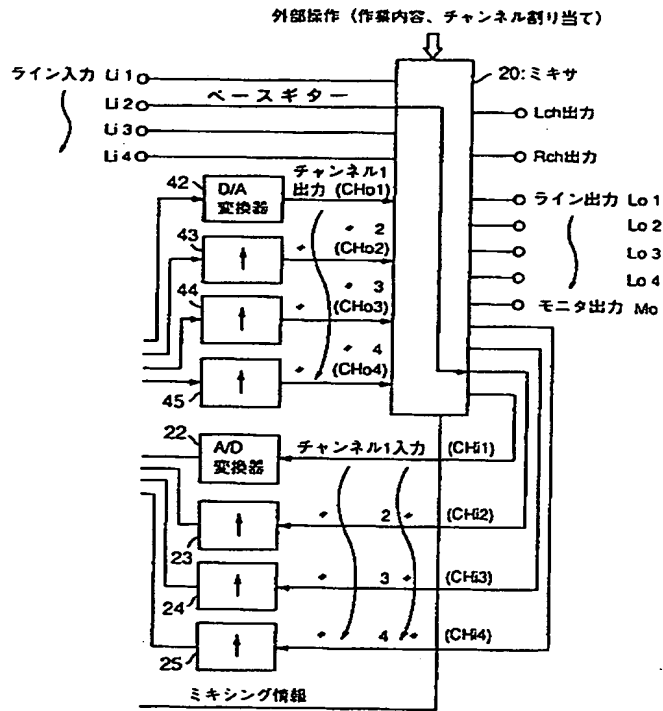 外部操作（作業内容、チャンネル割り当て）
20:ミキサ
ライン入力 Li 1
ベースギター
Li 2
Li 3
Li 4
Lch出力
Rch出力
ライン出力 Lo 1
Lo 2
Lo 3
Lo 4
モニタ出力 Mo
42
D/A
変換器
チャンネル1
出力 (CHo1)
43
↑
〃 2
(CHo2)
44
↑
〃 3
(CHo3)
45
↑
〃 4
(CHo4)
22
A/D
変換器
チャンネル1入力 (CHi1)
23
↑
〃 2 〃 (CHi2)
24
↑
〃 3 〃 (CHi3)
25
↑
〃 4 〃 (CHi4)
ミキシング情報